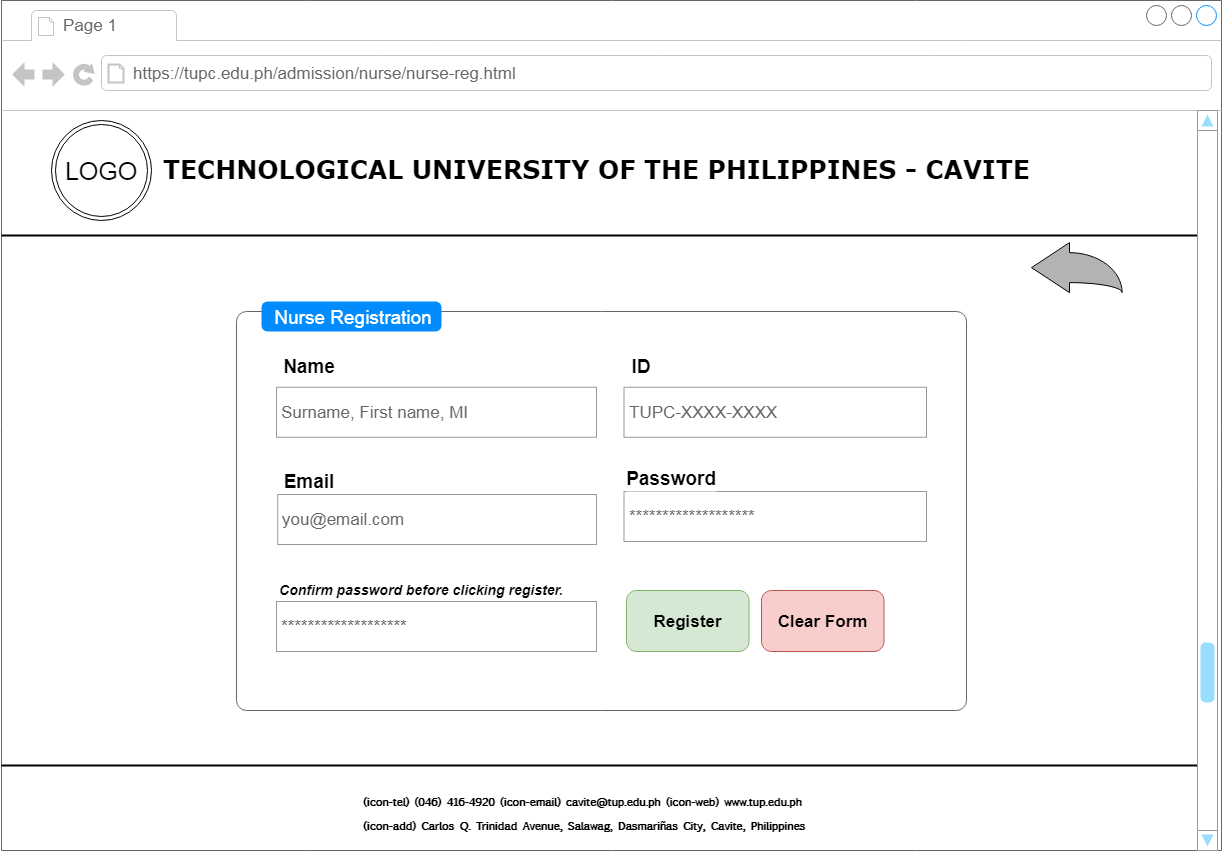 Page 1
https://tupc.edu.ph/admission/nurse/nurse-reg.html
LOGO TECHNOLOGICAL UNIVERSITY OF THE PHILIPPINES - CAVITE
Nurse Registration
Name ID
Surname, First name, MI TUPC-XXXX-XXXX
Email Password
you@email.com *******************
Confirm password before clicking register.
******************* Register Clear Form
(icon-tel) (046) 416-4920 (icon-email) cavite@tup.edu.ph (icon-web) www.tup.edu.ph
(icon-add) Carlos Q. Trinidad Avenue, Salawag, Dasmariñas City, Cavite, Philippines